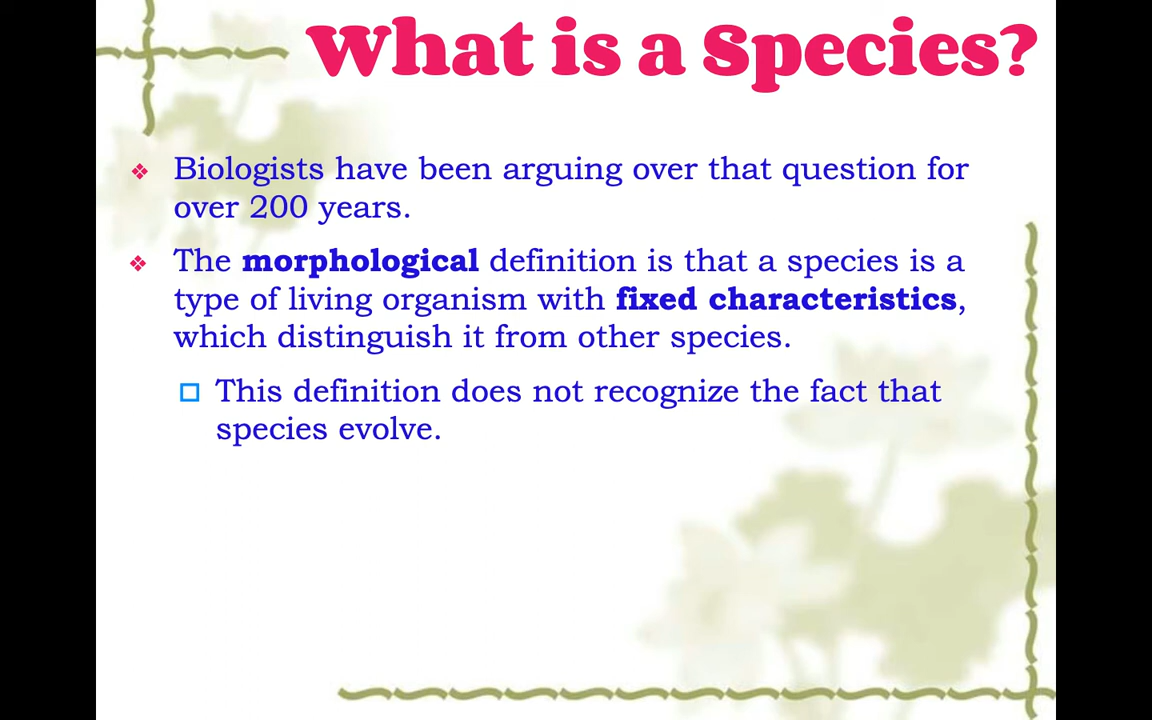 What is a Species?
Biologists have been arguing over that question for
over 200 years.
The morphological definition is that a species is a
type of living organism with fixed characteristics,
which distinguish it from other species.
This definition does not recognize the fact that
species evolve.